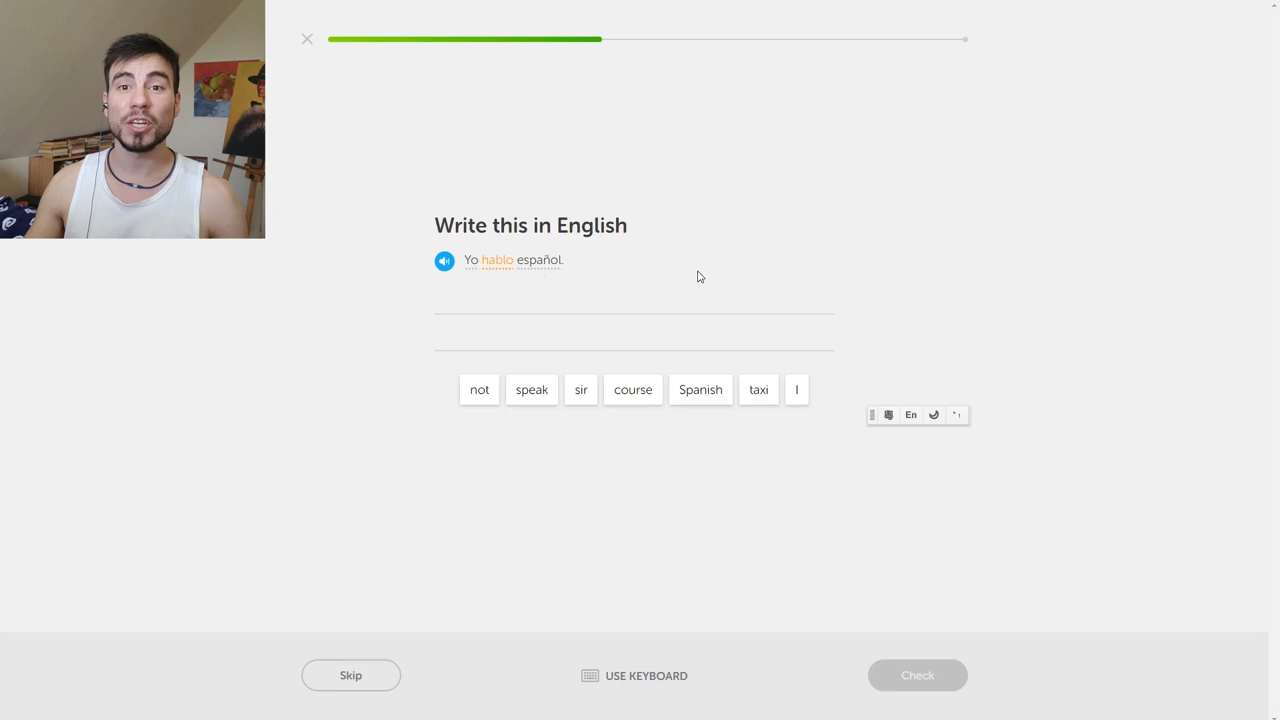 Write this in English
Yo hablo español.
not speak sir course Spanish taxi I
En
Skip USE KEYBOARD Check